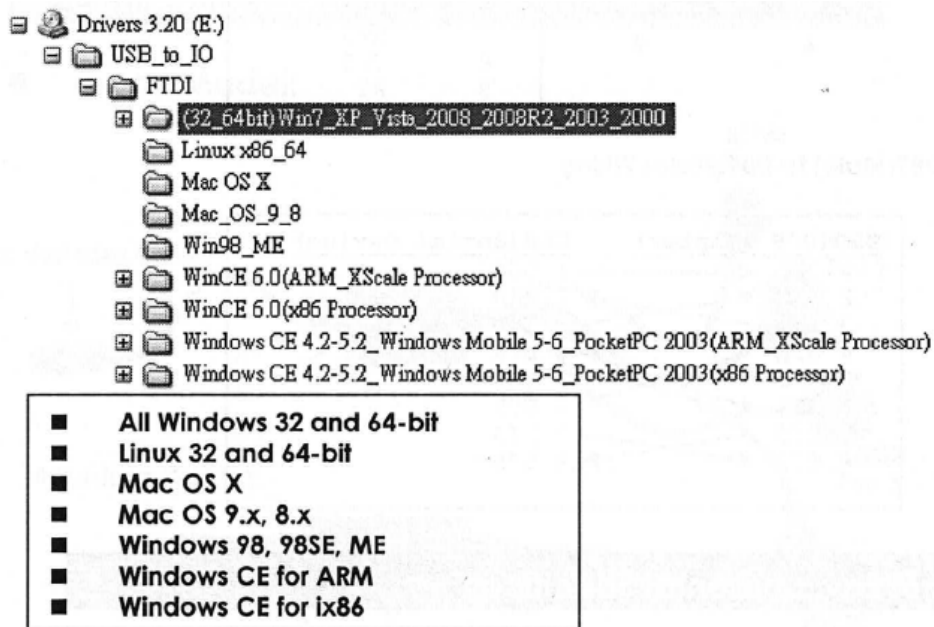 Drivers 3.20 (E:)
USB_to_IO
FTDI
(32_64bit)Win7_XP_Vista_2008_2008R2_2003_2000
Linux x86_64
Mac OS X
Mac_OS_9_8
Win98_ME
WinCE 6.0(ARM_XScale Processor)
WinCE 6.0(x86 Processor)
Windows CE 4.2-5.2_Windows Mobile 5-6_PocketPC 2003(ARM_XScale Processor)
Windows CE 4.2-5.2_Windows Mobile 5-6_PocketPC 2003(x86 Processor)
■ All Windows 32 and 64-bit
■ Linux 32 and 64-bit
■ Mac OS X
■ Mac OS 9.x, 8.x
■ Windows 98, 98SE, ME
■ Windows CE for ARM
■ Windows CE for ix86